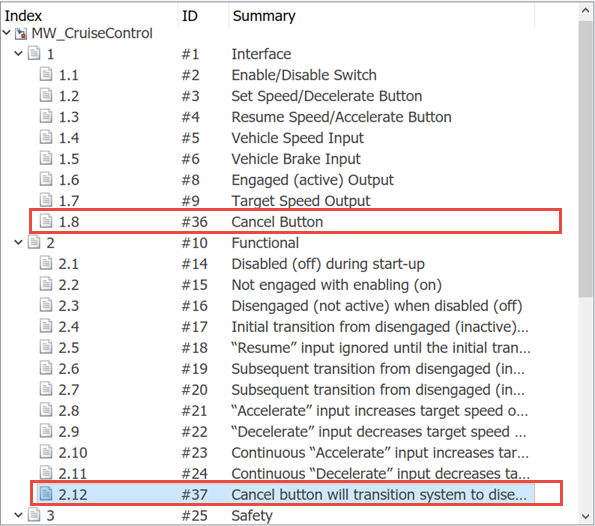 Index ID Summary
MW_CruiseControl
1 #1 Interface
1.1 #2 Enable/Disable Switch
1.2 #3 Set Speed/Decelerate Button
1.3 #4 Resume Speed/Accelerate Button
1.4 #5 Vehicle Speed Input
1.5 #6 Vehicle Brake Input
1.6 #8 Engaged (active) Output
1.7 #9 Target Speed Output
1.8 #36 Cancel Button
2 #10 Functional
2.1 #14 Disabled (off) during start-up
2.2 #15 Not engaged with enabling (on)
2.3 #16 Disengaged (not active) when disabled (off)
2.4 #17 Initial transition from disengaged (inactive)...
2.5 #18 “Resume” input ignored until the initial tran...
2.6 #19 Subsequent transition from disengaged (in...
2.7 #20 Subsequent transition from disengaged (in...
2.8 #21 “Accelerate” input increases target speed o...
2.9 #22 “Decelerate” input decreases target speed ...
2.10 #23 Continuous “Accelerate” input increases tar...
2.11 #24 Continuous “Decelerate” input decreases ta...
2.12 #37 Cancel button will transition system to dise...
3 #25 Safety